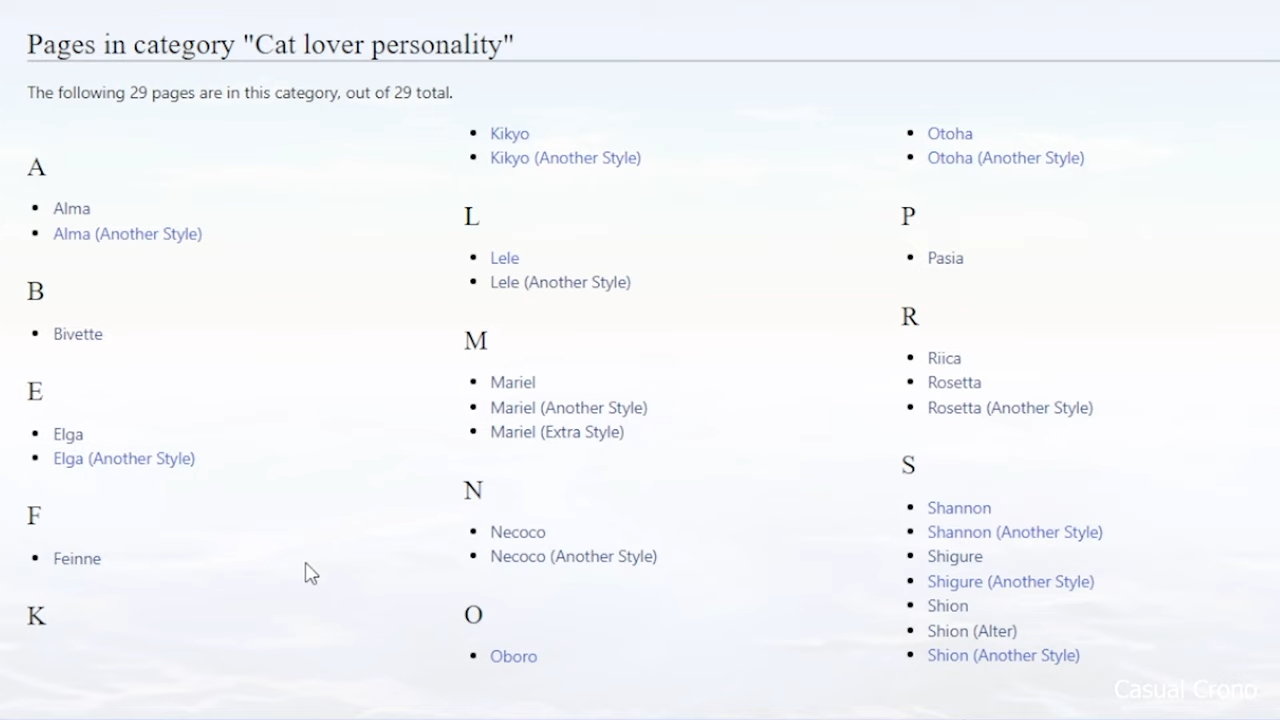 Pages in category "Cat lover personality"
The following 29 pages are in this category, out of 29 total.
A
Alma
Alma (Another Style)
B
Bivette
E
Elga
Elga (Another Style)
F
Feinne
K
Kikyo
Kikyo (Another Style)
L
Lele
Lele (Another Style)
M
Mariel
Mariel (Another Style)
Mariel (Extra Style)
N
Necoco
Necoco (Another Style)
O
Oboro
Otoha
Otoha (Another Style)
P
Pasia
R
Riica
Rosetta
Rosetta (Another Style)
S
Shannon
Shannon (Another Style)
Shigure
Shigure (Another Style)
Shion
Shion (Alter)
Shion (Another Style)
Casual Crono